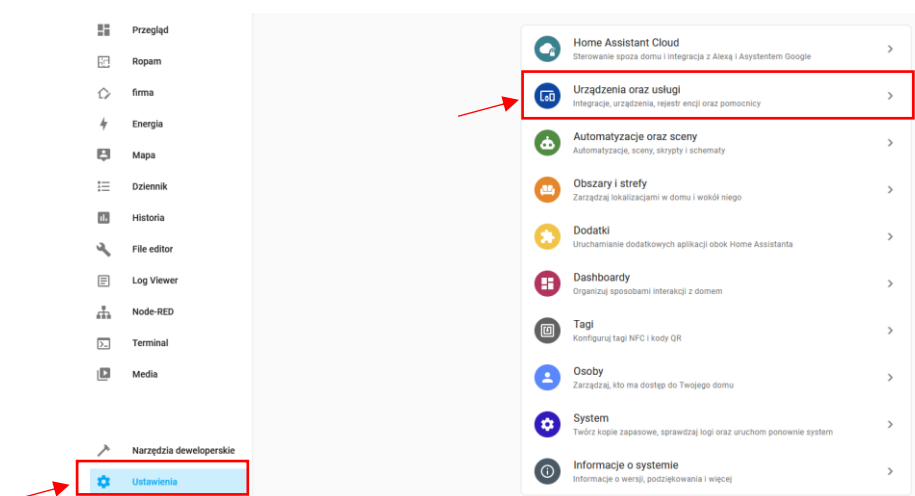 Przegląd
Ropam
firma
Energia
Mapa
Dziennik
Historia
File editor
Log Viewer
Node-RED
Terminal
Media
Narzędzia deweloperskie
Ustawienia
Home Assistant Cloud
Sterowanie spoza domu i integracja z Alexą i Asystentem Google
Urządzenia oraz usługi
Integracje, urządzenia, rejestr encji oraz pomocnicy
Automatyzacje oraz sceny
Automatyzacje, sceny, skrypty i schematy
Obszary i strefy
Zarządzaj lokalizacjami w domu i wokół niego
Dodatki
Uruchamianie dodatkowych aplikacji obok Home Assistanta
Dashboardy
Organizuj sposobami interakcji z domem
Tagi
Konfiguruj tagi NFC i kody QR
Osoby
Zarządzaj, kto ma dostęp do Twojego domu
System
Twórz kopie zapasowe, sprawdzaj logi oraz uruchom ponownie system
Informacje o systemie
Informacje o wersji, podziękowania i więcej